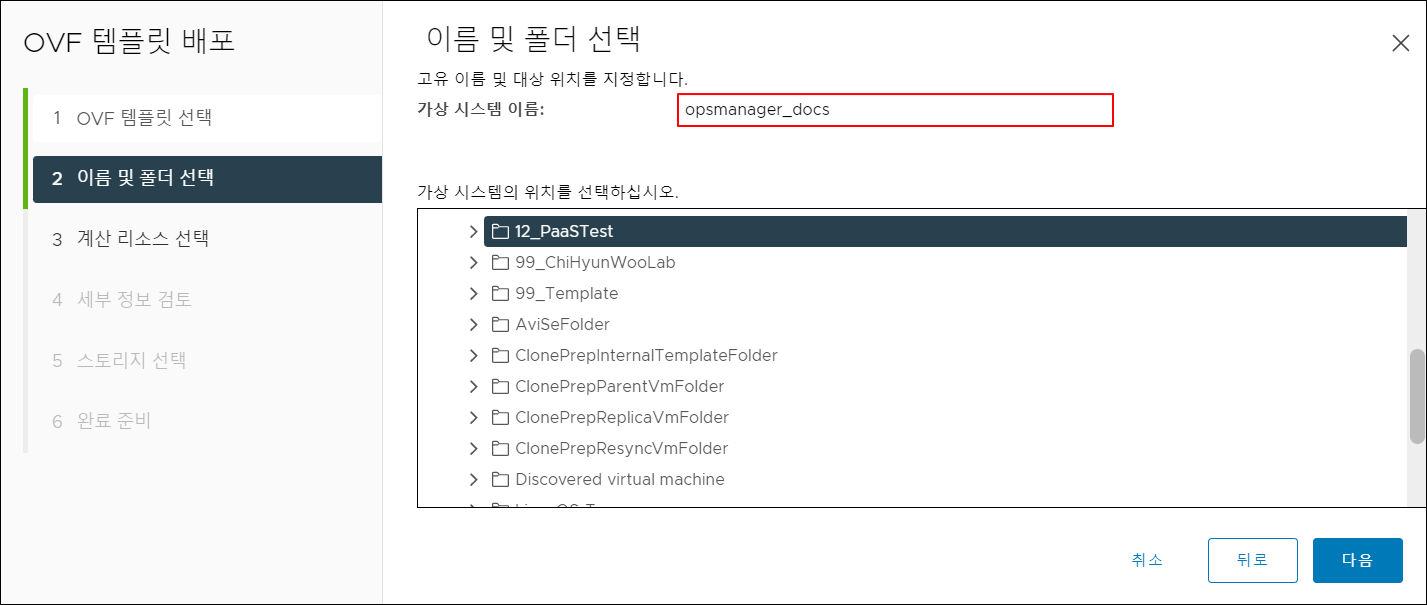 OVF 템플릿 배포
1 OVF 템플릿 선택
2 이름 및 폴더 선택
3 계산 리소스 선택
4 세부 정보 검토
5 스토리지 선택
6 완료 준비
이름 및 폴더 선택
고유 이름 및 대상 위치를 지정합니다.
가상 시스템 이름: opsmanager_docs
가상 시스템의 위치를 선택하십시오.
12_PaaSTest
99_ChiHyunWooLab
99_Template
AviSeFolder
ClonePrepInternalTemplateFolder
ClonePrepParentVmFolder
ClonePrepReplicaVmFolder
ClonePrepResyncVmFolder
Discovered virtual machine
취소 뒤로 다음